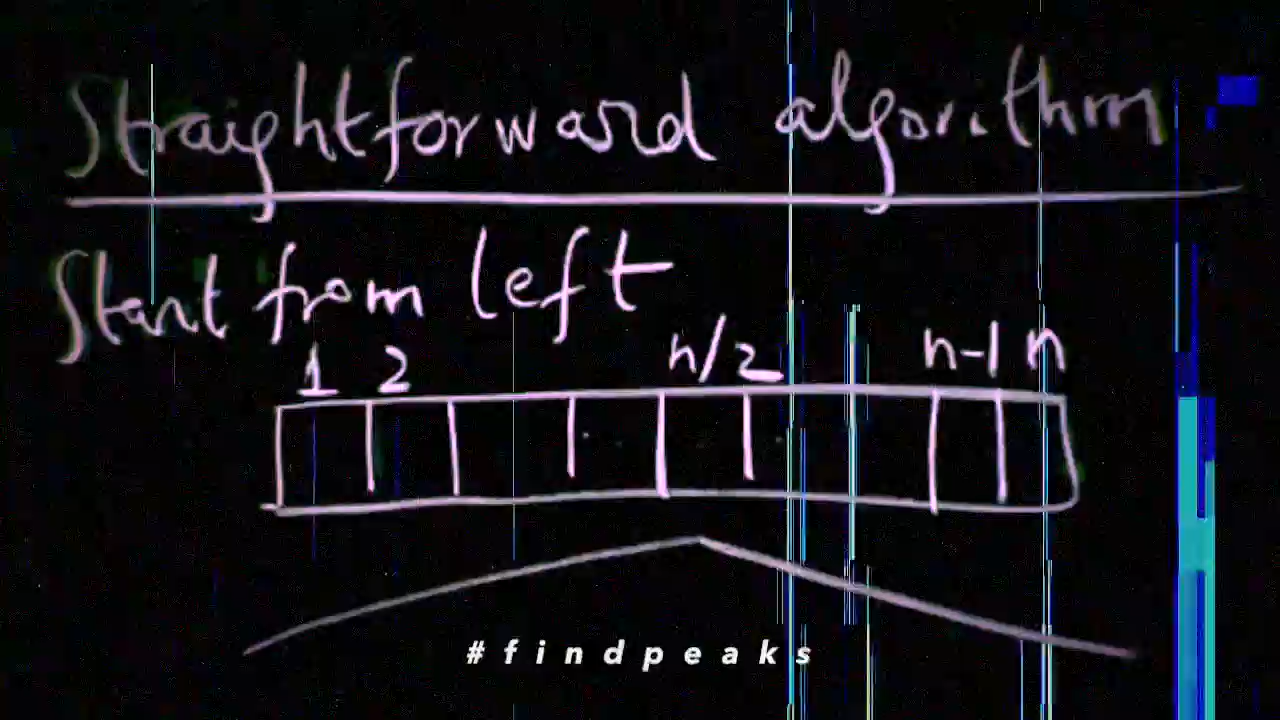 Straightforward algorithm
Start from left
1 2 n/2 n-1 n
#findpeaks